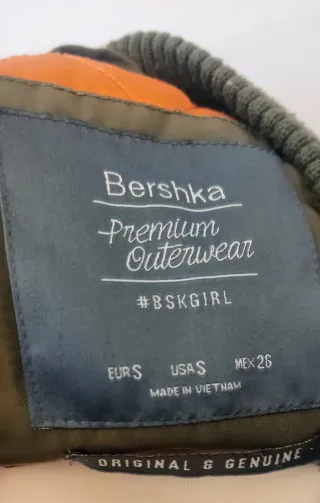 Bershka
Premium
Outerwear
#BSKGIRL
EUR S USA S MEX 26
MADE IN VIETNAM
ORIGINAL & GENUINE